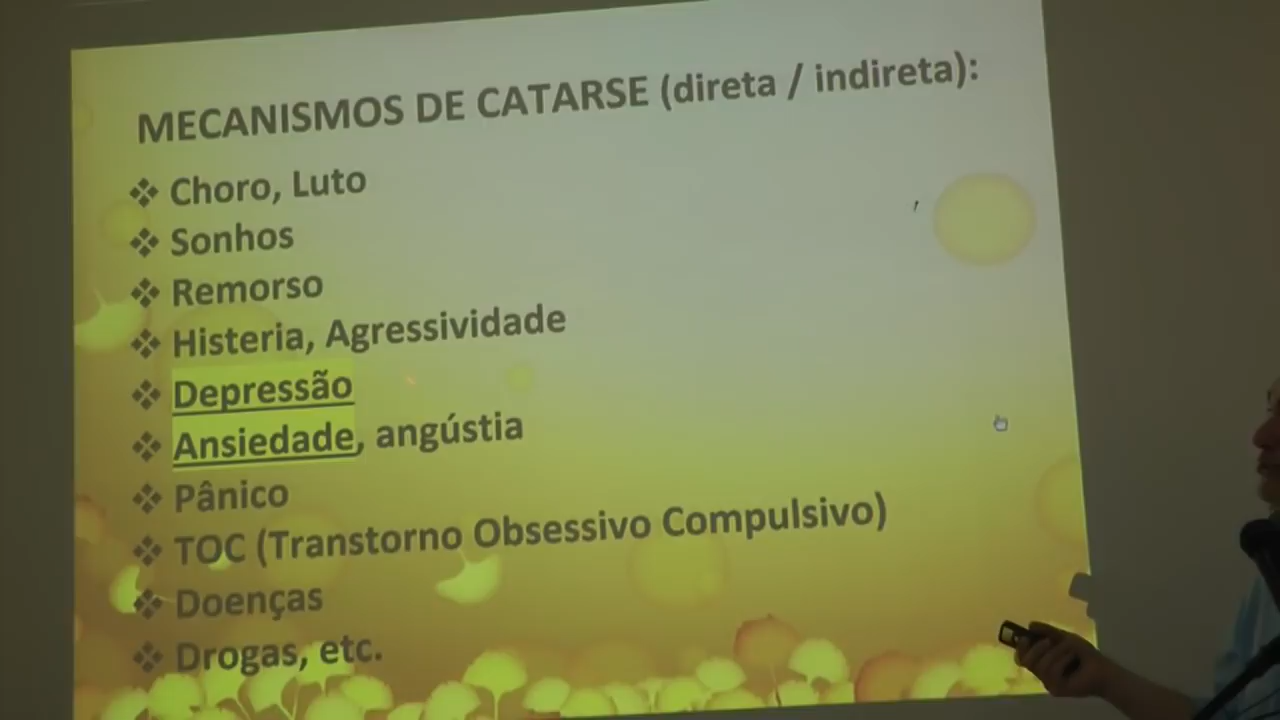 MECANISMOS DE CATARSE (direta / indireta):
❖ Choro, Luto
❖ Sonhos
❖ Remorso
❖ Histeria, Agressividade
❖ Depressão
❖ Ansiedade, angústia
❖ Pânico
❖ TOC (Transtorno Obsessivo Compulsivo)
❖ Doenças
❖ Drogas, etc.